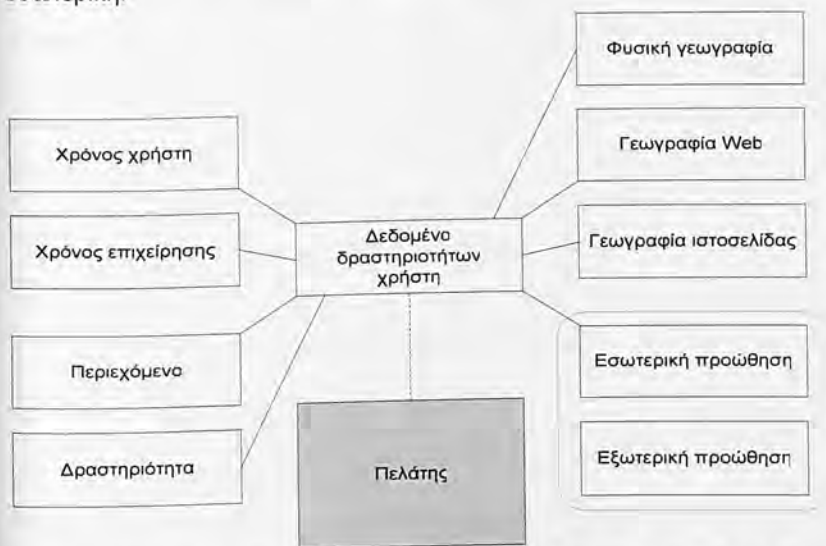 Φυσική γεωγραφία
Χρόνος χρήστη
Γεωγραφία Web
Χρόνος επιχείρησης
Δεδομένα
δραστηριοτήτων
χρήστη
Γεωγραφία ιστοσελίδας
Περιεχόμενο
Εσωτερική προώθηση
Δραστηριότητα
Πελάτης
Εξωτερική προώθηση